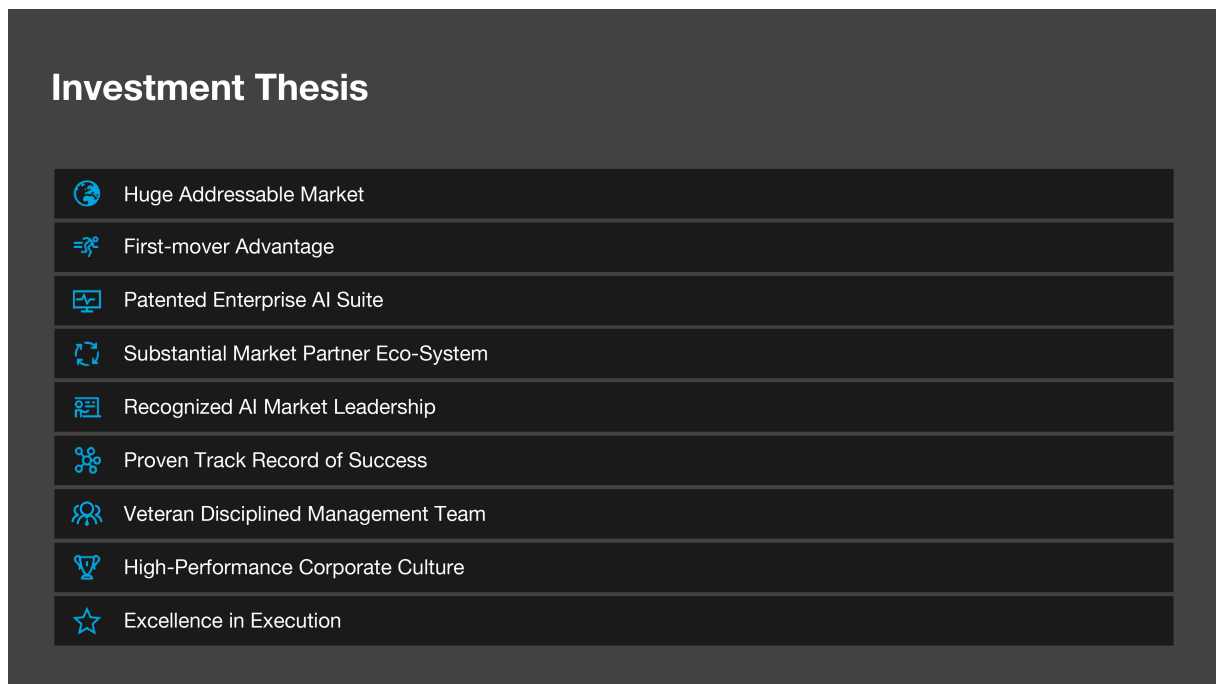 Investment Thesis
Huge Addressable Market
First-mover Advantage
Patented Enterprise AI Suite
Substantial Market Partner Eco-System
Recognized AI Market Leadership
Proven Track Record of Success
Veteran Disciplined Management Team
High-Performance Corporate Culture
Excellence in Execution